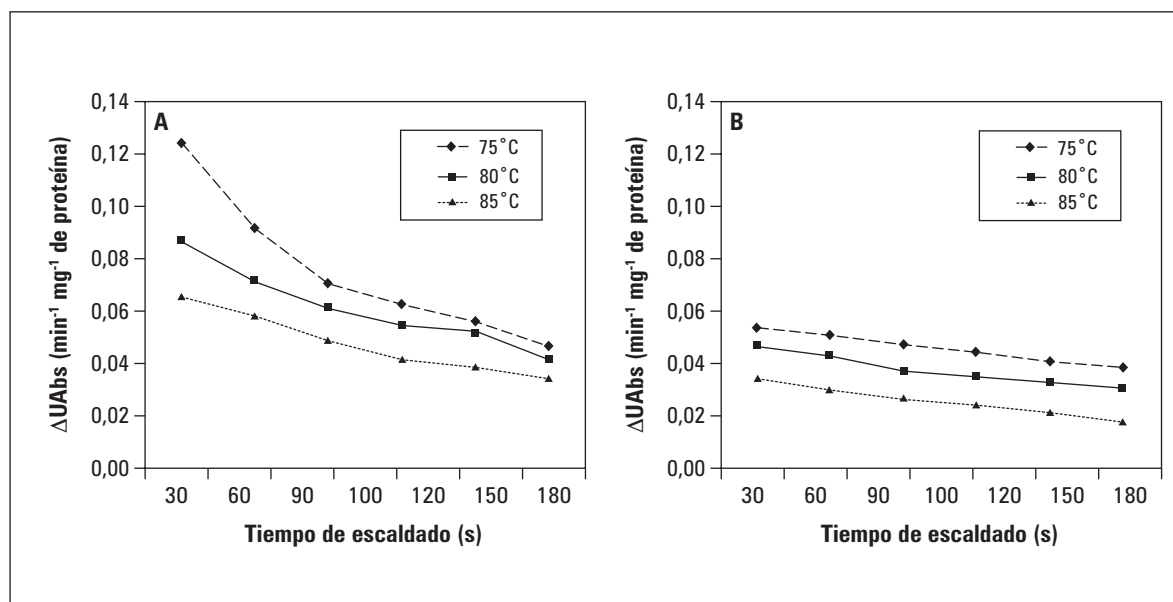 A
0,14
0,12
0,10
0,08
0,06
0,04
0,02
0,00
ΔUAbs (min⁻¹ mg⁻¹ de proteína)
75˚C
80˚C
85˚C
30 60 90 100 120 150 180
Tiempo de escaldado (s)
B
0,14
0,12
0,10
0,08
0,06
0,04
0,02
0,00
ΔUAbs (min⁻¹ mg⁻¹ de proteína)
75˚C
80˚C
85˚C
30 60 90 100 120 150 180
Tiempo de escaldado (s)